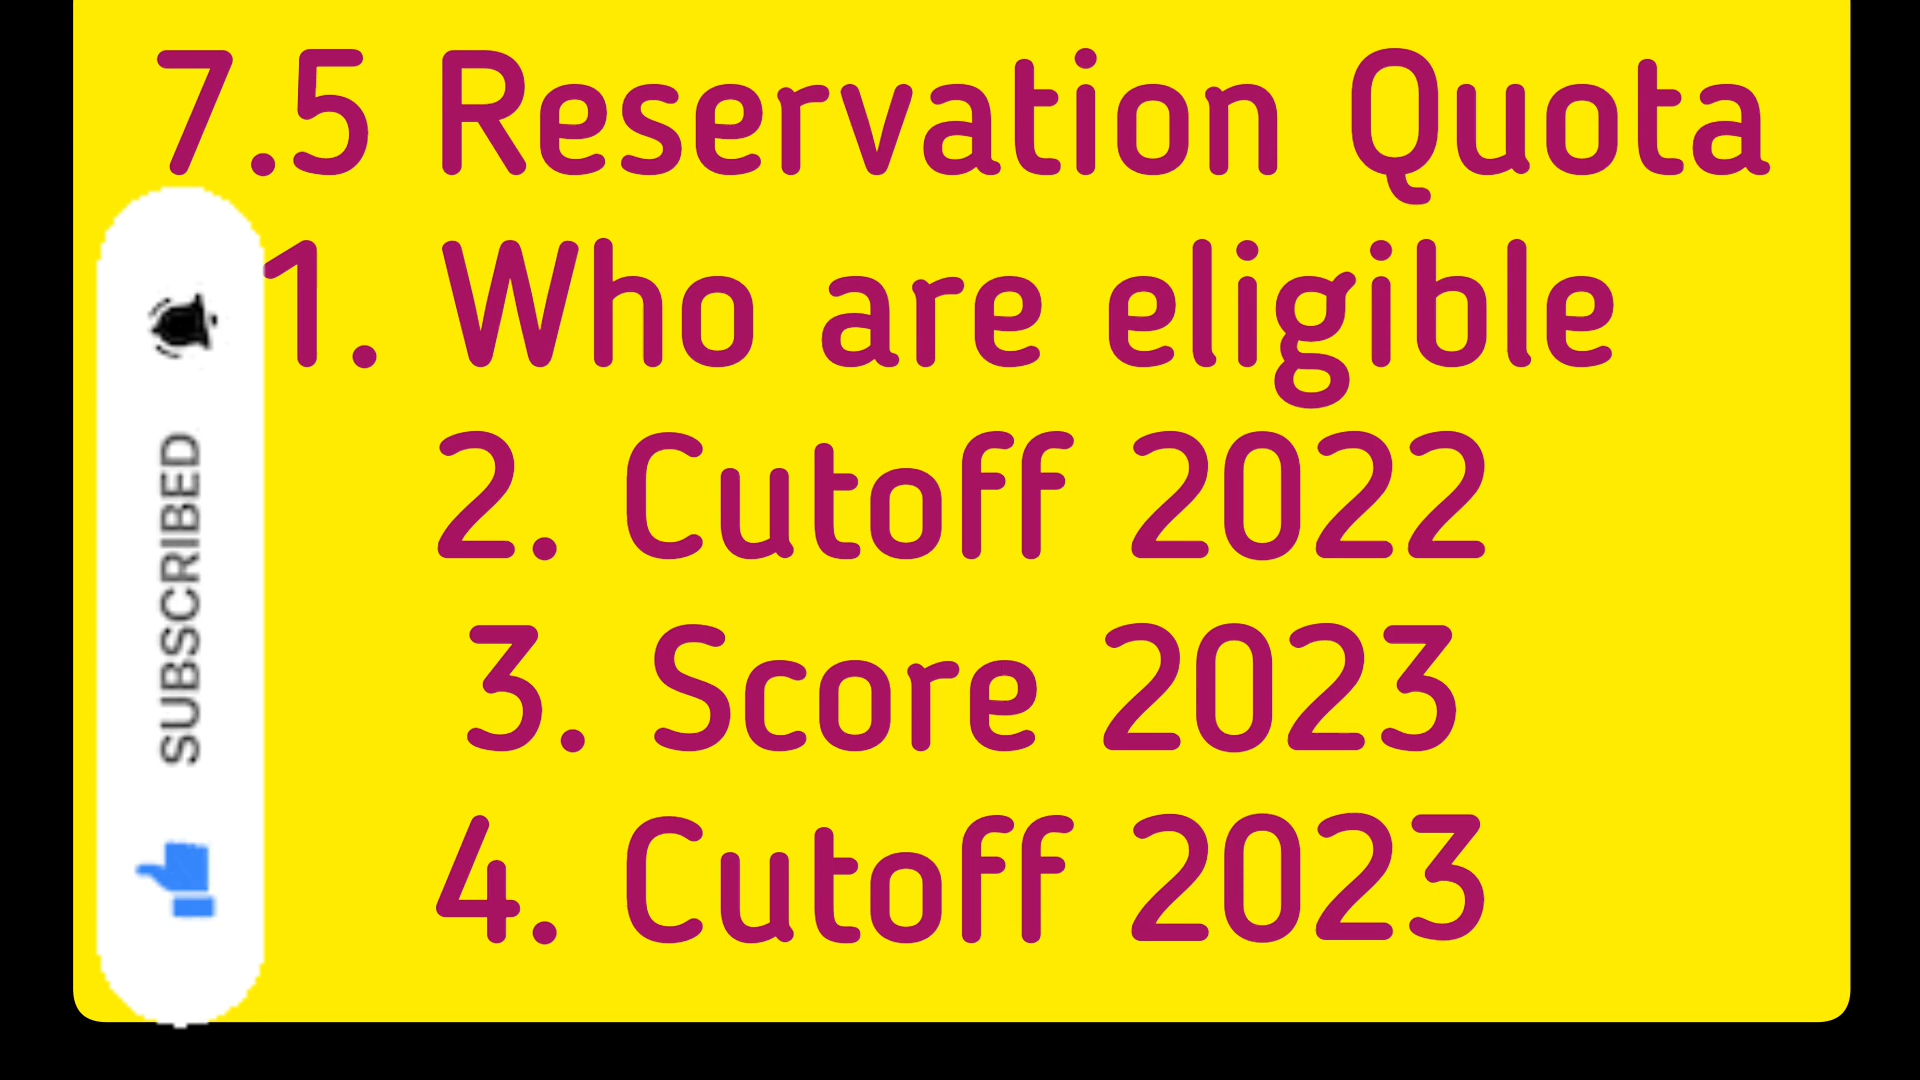 7.5 Reservation Quota
1. Who are eligible
2. Cutoff 2022
3. Score 2023
4. Cutoff 2023
SUBSCRIBED